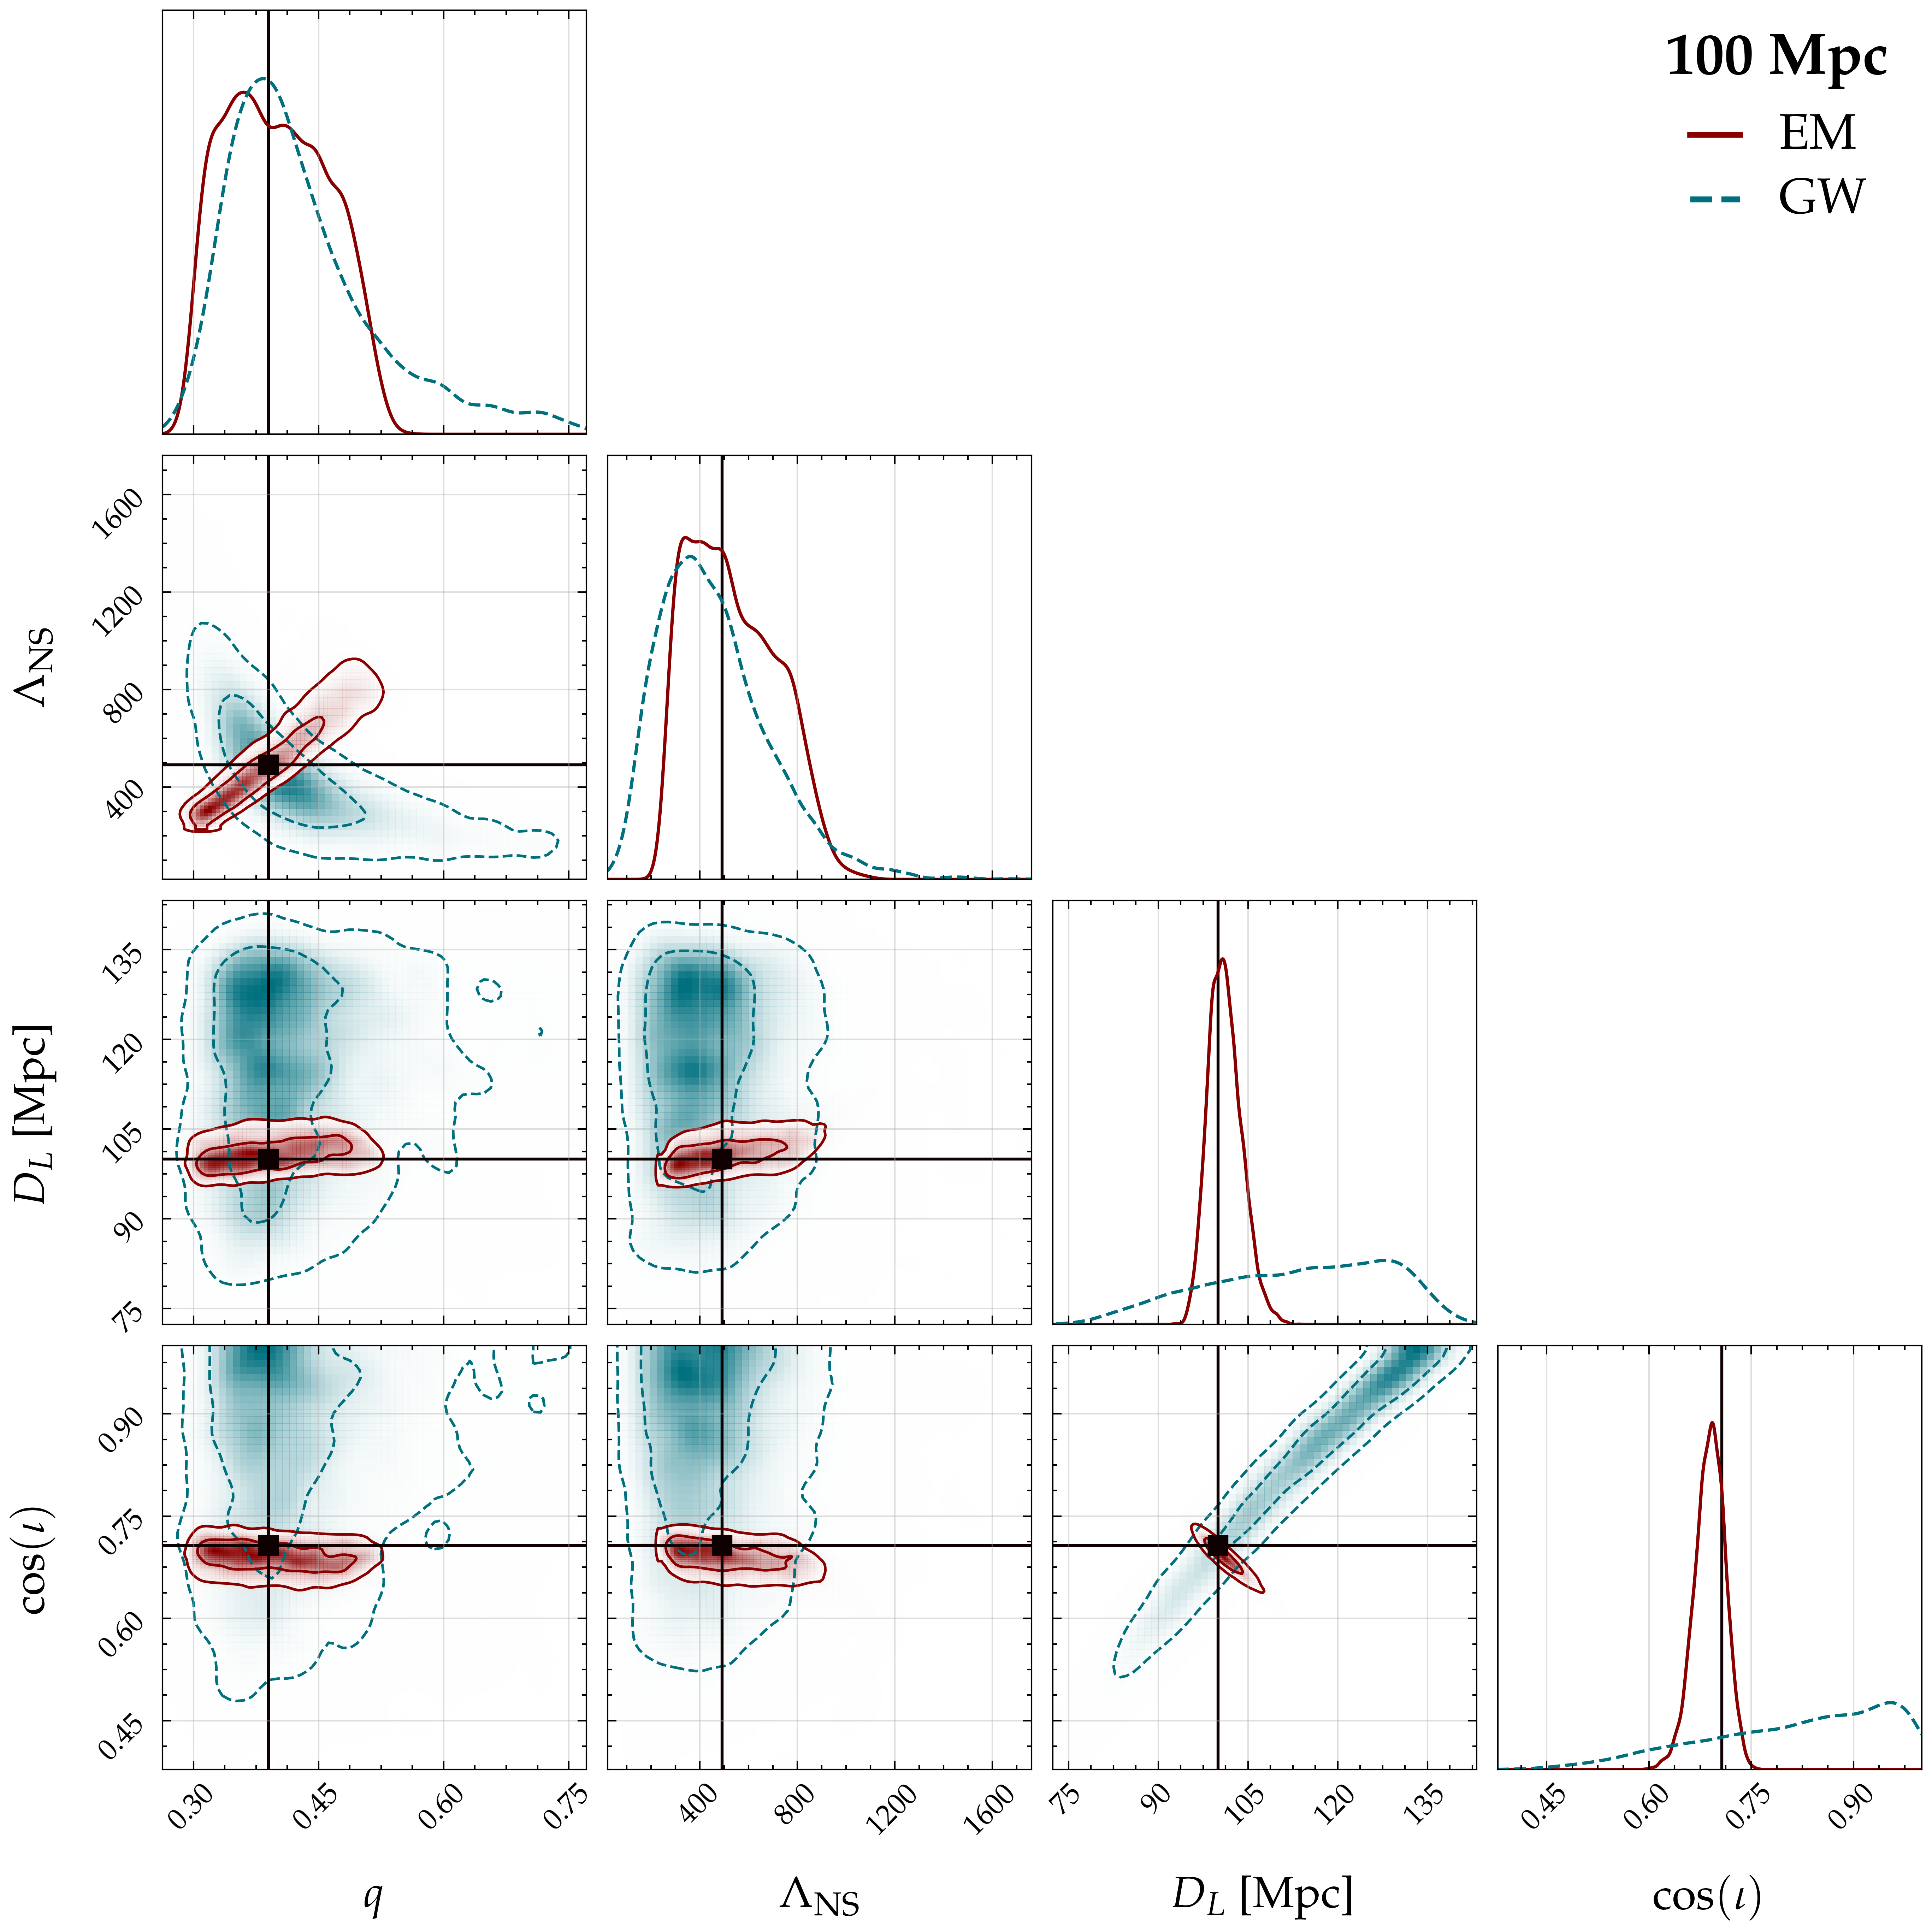 100 Mpc
EM
GW
Λ_NS
1600
1200
800
400
D_L [Mpc]
135
120
105
90
75
cos(ι)
0.90
0.75
0.60
0.45
0.30 0.45 0.60 0.75
400 800 1200 1600
75 90 105 120 135
0.45 0.60 0.75 0.90
q
Λ_NS
D_L [Mpc]
cos(ι)